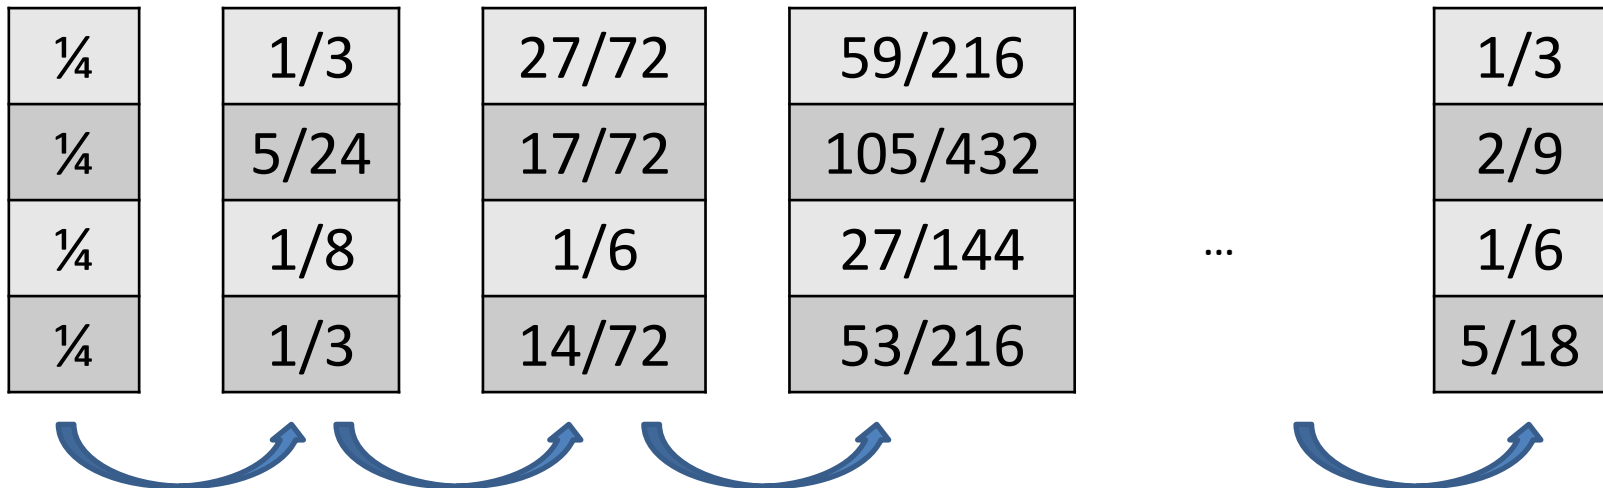 ¼ 1/3 27/72 59/216 1/3
¼ 5/24 17/72 105/432 2/9
¼ 1/8 1/6 27/144 ... 1/6
¼ 1/3 14/72 53/216 5/18